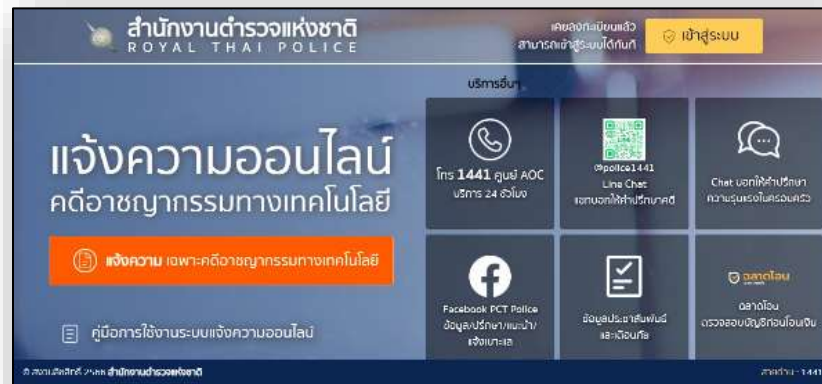 สำนักงานตำรวจแห่งชาติ
ROYAL THAI POLICE
เคยลงทะเบียนแล้ว
สามารถเข้าสู่ระบบได้ทันที
เข้าสู่ระบบ
บริการอื่นๆ
แจ้งความออนไลน์
คดีอาชญากรรมทางเทคโนโลยี
แจ้งความ เฉพาะคดีอาชญากรรมทางเทคโนโลยี
คู่มือการใช้งานระบบแจ้งความออนไลน์
โทร 1441 ศูนย์ AOC
บริการ 24 ชั่วโมง
@police1441
Line Chat
แชทบอทให้คำปรึกษาคดี
Chat บอทให้คำปรึกษา
ความรุนแรงในครอบครัว
Facebook PCT Police
ข้อมูล/ปรึกษา/แนะนำ/
แจ้งเบาะแส
ข้อมูลประชาสัมพันธ์
และเตือนภัย
ฉลาดโอน
ฉลาดโอน
ตรวจสอบบัญชีก่อนโอนเงิน
© สงวนลิขสิทธิ์ 2566 สำนักงานตำรวจแห่งชาติ
สายด่วน - 1441